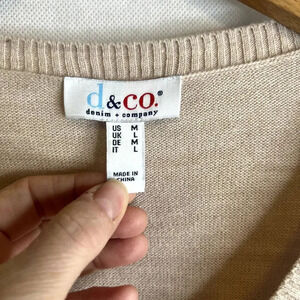 d&co.®
denim + company
US M
UK L
DE M
IT L
MADE IN
CHINA